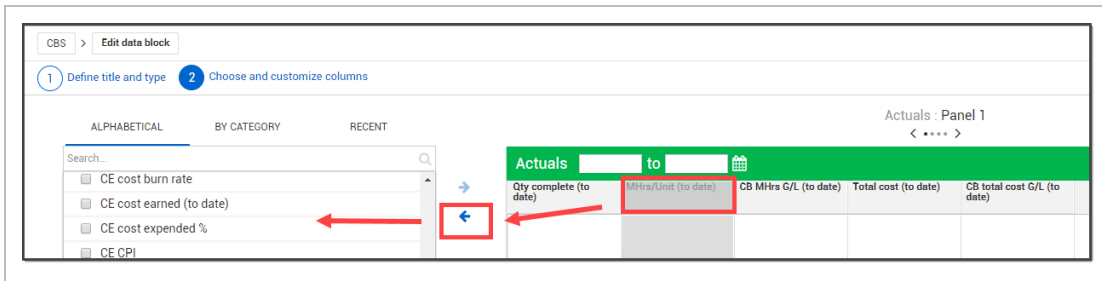 CBS > Edit data block
1 Define title and type 2 Choose and customize columns
Actuals : Panel 1
ALPHABETICAL BY CATEGORY RECENT
< >
Search...
Actuals to
CE cost burn rate
Qty complete (to date)
MHrs/Unit (to date)
CB MHrs G/L (to date)
Total cost (to date)
CB total cost G/L (to date)
CE cost earned (to date)
CE cost expended %
CE CPI